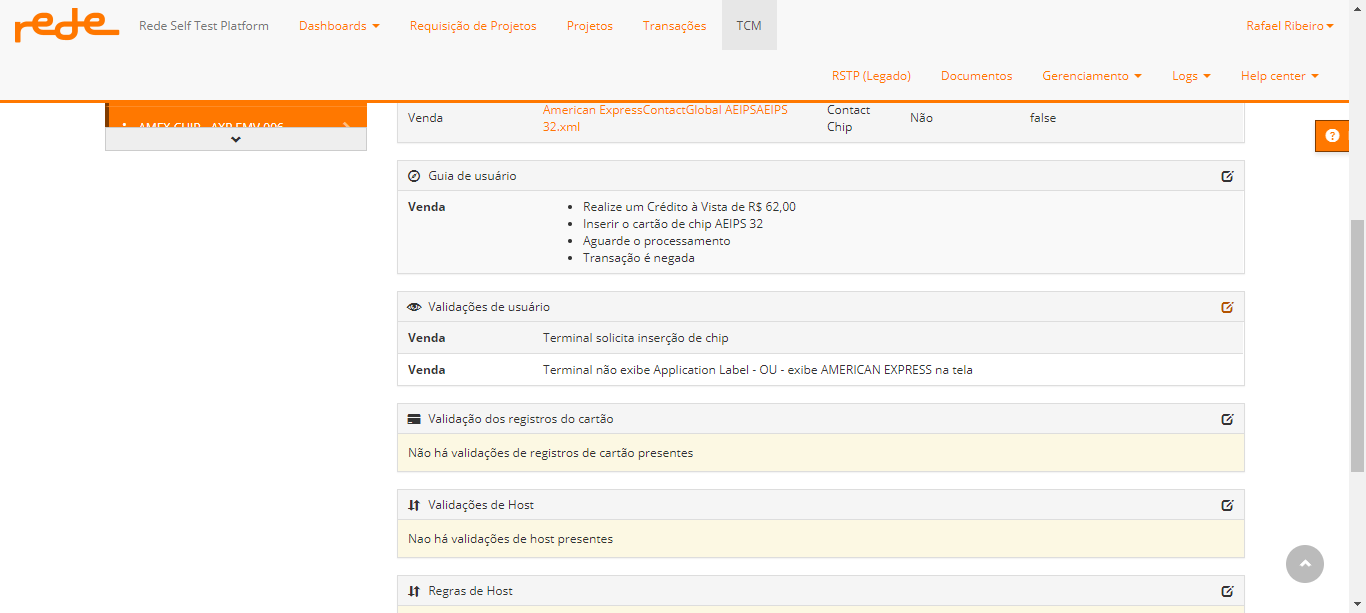 rede Rede Self Test Platform Dashboards Requisição de Projetos Projetos Transações TCM Rafael Ribeiro
RSTP (Legado) Documentos Gerenciamento Logs Help center
AMEX CHIP - AXP EMV 006
Venda American ExpressContactGlobal AEIPSAEIPS 32.xml Contact Chip Não false
Guia de usuário
Venda
Realize um Crédito à Vista de R$ 62,00
Inserir o cartão de chip AEIPS 32
Aguarde o processamento
Transação é negada
Validações de usuário
Venda Terminal solicita inserção de chip
Venda Terminal não exibe Application Label - OU - exibe AMERICAN EXPRESS na tela
Validação dos registros do cartão
Não há validações de registros de cartão presentes
Validações de Host
Nao há validações de host presentes
Regras de Host